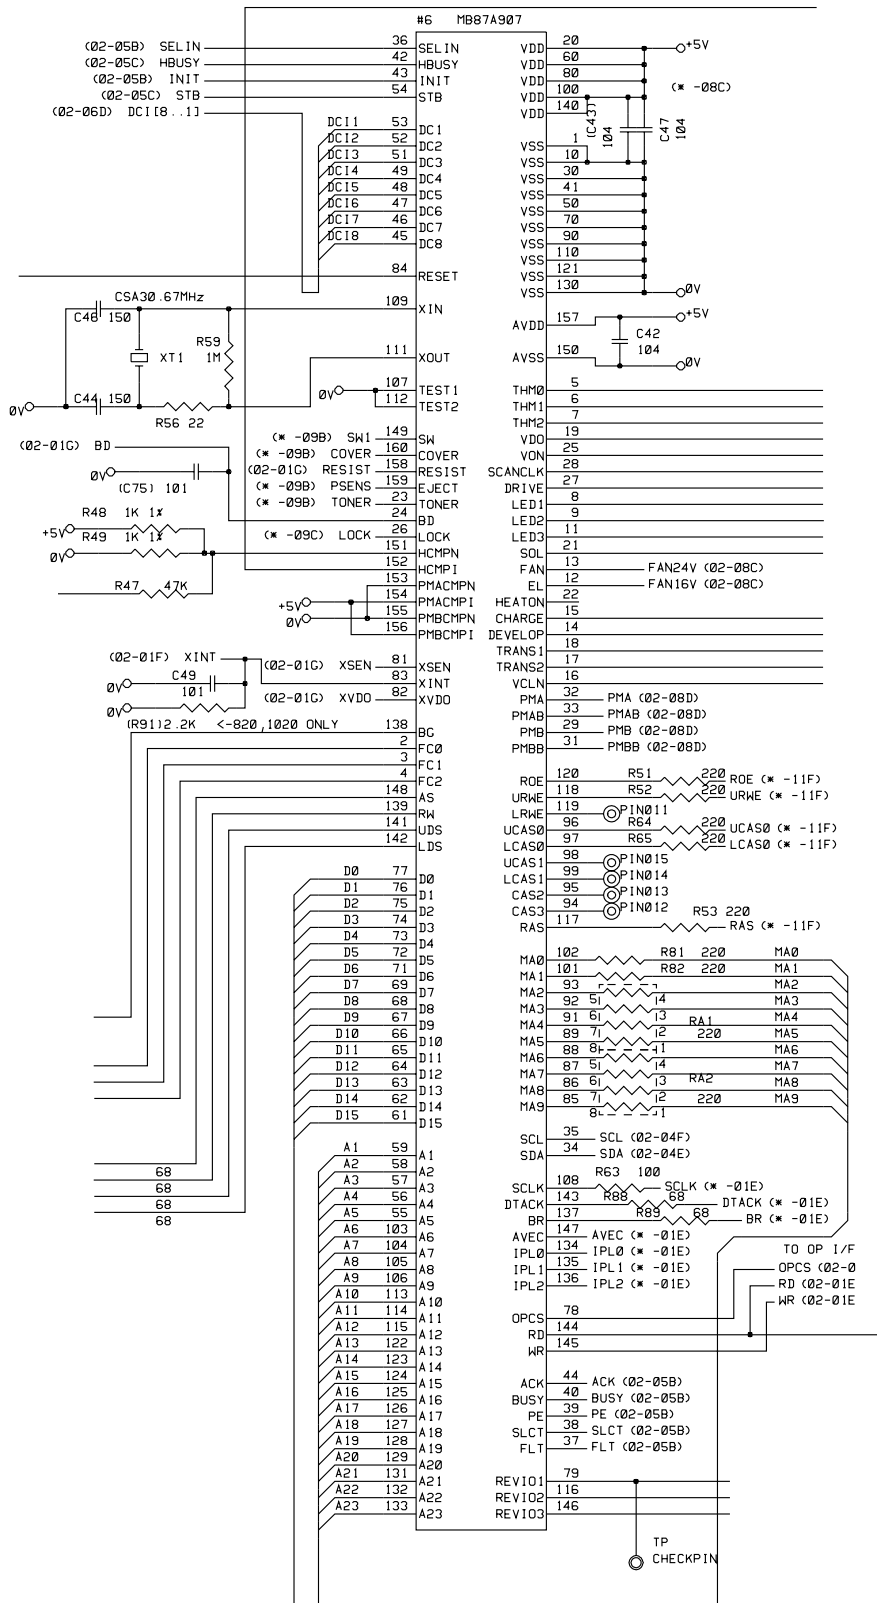 #6 MB87A907
(02-05B) SELIN 36 SELIN VDD 20 +5V
(02-05C) HBUSY 42 HBUSY VDD 60
(02-05B) INIT 43 INIT VDD 80
(02-05C) STB 54 STB VDD 100 (* -08C)
(02-06D) DCI[8..1] VDD 140 (C43) 104 C47 104
DCI1 53 DC1
DCI2 52 DC2 VSS 1
DCI3 51 DC3 VSS 10
DCI4 49 DC4 VSS 30
DCI5 48 DC5 VSS 41
DCI6 47 DC6 VSS 50
DCI7 46 DC7 VSS 70
DCI8 45 DC8 VSS 90
VSS 110
84 RESET VSS 121
VSS 130 0V
CSA30.67MHz
C46 150 109 XIN
AVDD 157 +5V
R59 1M C42 104
XT1 111 XOUT AVSS 150 0V
0V 107 TEST1 THM0 5
0V C44 150 112 TEST2 THM1 6
R56 22 THM2 7
(* -09B) SW1 149 SW VDO 19
(02-01G) BD
(* -09B) COVER 160 COVER VON 25
(02-01G) RESIST 158 RESIST SCANCLK 28
0V (C75) 101
(* -09B) PSENS 159 EJECT DRIVE 27
(* -09B) TONER 23 TONER LED1 8
R48 1K 1% 24 BD LED2 9
+5V
(* -09C) LOCK 26 LOCK LED3 11
R49 1K 1%
0V 151 HCMPN SOL 21
152 HCMPI FAN 13 FAN24V (02-08C)
R47 47K 153 PMACMPN EL 12 FAN16V (02-08C)
+5V 154 PMACMPI HEATON 22
0V 155 PMBCMPN CHARGE 15
156 PMBCMPI DEVELOP 14
TRANS1 18
(02-01F) XINT (02-01G) XSEN 81 XSEN TRANS2 17
0V C49 101 83 XINT VCLN 16
(02-01G) XVDO 82 XVDO PMA 32 PMA (02-08D)
0V PMAB 33 PMAB (02-08D)
(R91)2.2K <-820,1020 ONLY 138 BG PMB 29 PMB (02-08D)
2 FC0 PMBB 31 PMBB (02-08D)
3 FC1
4 FC2 ROE 120 R51 220 ROE (* -11F)
148 AS URWE 118 R52 220 URWE (* -11F)
139 RW LRWE 119 PIN011
141 UDS UCAS0 96 R64 220 UCAS0 (* -11F)
142 LDS LCAS0 97 R65 220 LCAS0 (* -11F)
UCAS1 98 PIN015
D0 77 D0 LCAS1 99 PIN014
D1 76 D1 CAS2 95 PIN013
D2 75 D2 CAS3 94 PIN012
D3 74 D3 RAS 117 R53 220 RAS (* -11F)
D4 73 D4
D5 72 D5 MA0 102 R81 220 MA0
D6 71 D6 MA1 101 R82 220 MA1
D7 69 D7 MA2 93 5 4 MA2
D8 68 D8 MA3 92 6 3 MA3
D9 67 D9 MA4 91 7 2 RA1 MA4
D10 66 D10 MA5 89 8 1 220 MA5
D11 65 D11 MA6 88 5 4 MA6
D12 64 D12 MA7 87 6 3 MA7
D13 63 D13 MA8 86 7 2 RA2 MA8
D14 62 D14 MA9 85 8 1 220 MA9
D15 61 D15
SCL 35 SCL (02-04F)
A1 59 A1 SDA 34 SDA (02-04E)
A2 58 A2
68 A3 57 A3 SCLK 108 R63 100 SCLK (* -01E)
68 A4 56 A4 DTACK 143 R88 68 DTACK (* -01E)
68 A5 55 A5 BR 137 R89 68 BR (* -01E)
68 A6 103 A6 AVEC 147 AVEC (* -01E)
A7 104 A7 IPL0 134 IPL0 (* -01E) TO OP I/F
A8 105 A8 IPL1 135 IPL1 (* -01E) OPCS (02-0
A9 106 A9 IPL2 136 IPL2 (* -01E) RD (02-01E
A10 113 A10 WR (02-01E
A11 114 A11 OPCS 78
A12 115 A12 RD 144
A13 122 A13 WR 145
A14 123 A14
A15 124 A15 ACK 44 ACK (02-05B)
A16 125 A16 BUSY 40 BUSY (02-05B)
A17 126 A17 PE 39 PE (02-05B)
A18 127 A18 SLCT 38 SLCT (02-05B)
A19 128 A19 FLT 37 FLT (02-05B)
A20 129 A20
A21 131 A21 REVIO1 79
A22 132 A22 REVIO2 116
A23 133 A23 REVIO3 146
TP
CHECKPIN